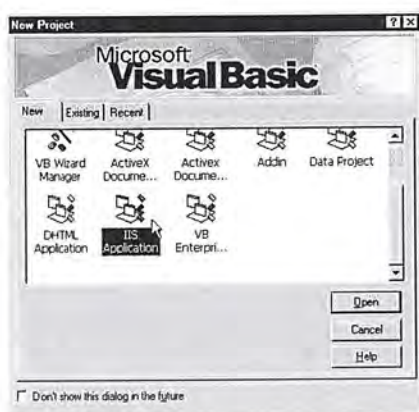 New Project
Microsoft
Visual Basic
New Existing Recent
VB Wizard Manager
ActiveX Docume...
Activex Docume...
Addin
Data Project
DHTML Application
IIS Application
VB Enterpri...
Open
Cancel
Help
Don't show this dialog in the future